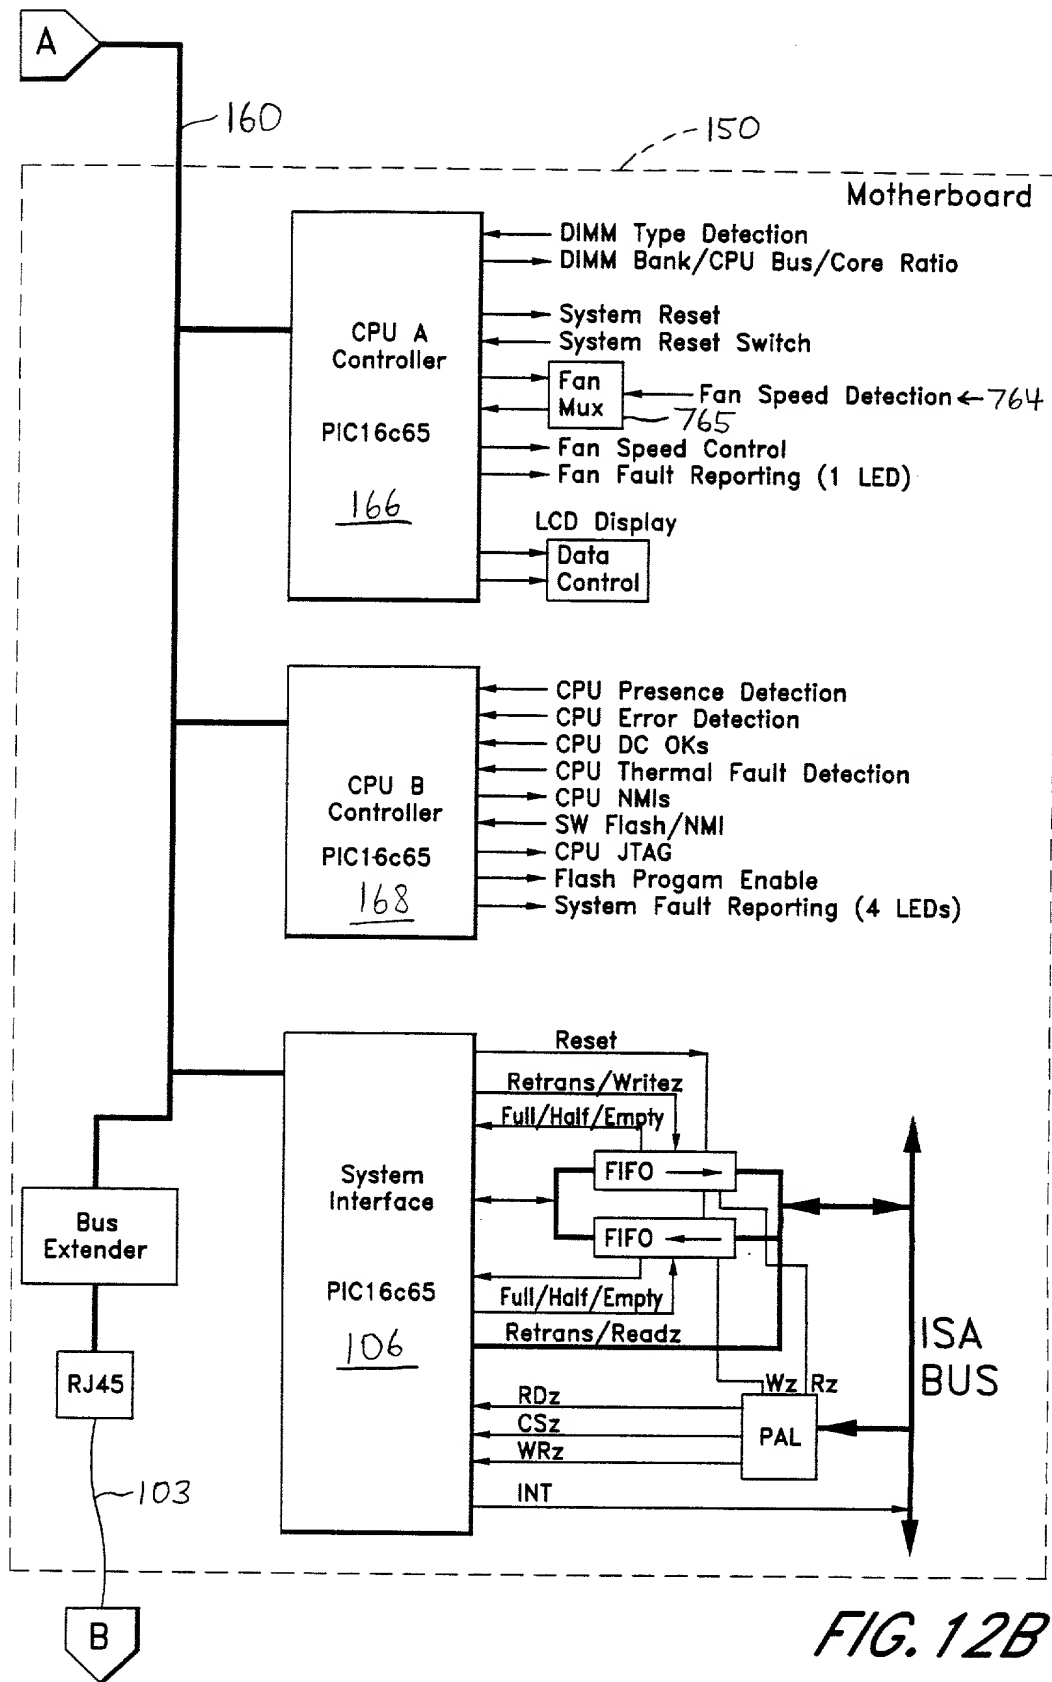 A
160
150
Motherboard
DIMM Type Detection
DIMM Bank/CPU Bus/Core Ratio
System Reset
System Reset Switch
CPU A
Controller
PIC16c65
166
Fan
Mux
Fan Speed Detection
764
765
Fan Speed Control
Fan Fault Reporting (1 LED)
LCD Display
Data
Control
CPU B
Controller
PIC16c65
168
CPU Presence Detection
CPU Error Detection
CPU DC OKs
CPU Thermal Fault Detection
CPU NMIs
SW Flash/NMI
CPU JTAG
Flash Progam Enable
System Fault Reporting (4 LEDs)
System
Interface
PIC16c65
106
Reset
Retrans/Writez
Full/Half/Empty
FIFO
FIFO
Full/Half/Empty
Retrans/Readz
Wz Rz
RDz
CSz
WRz
INT
PAL
ISA
BUS
Bus
Extender
RJ45
103
B
FIG. 12B